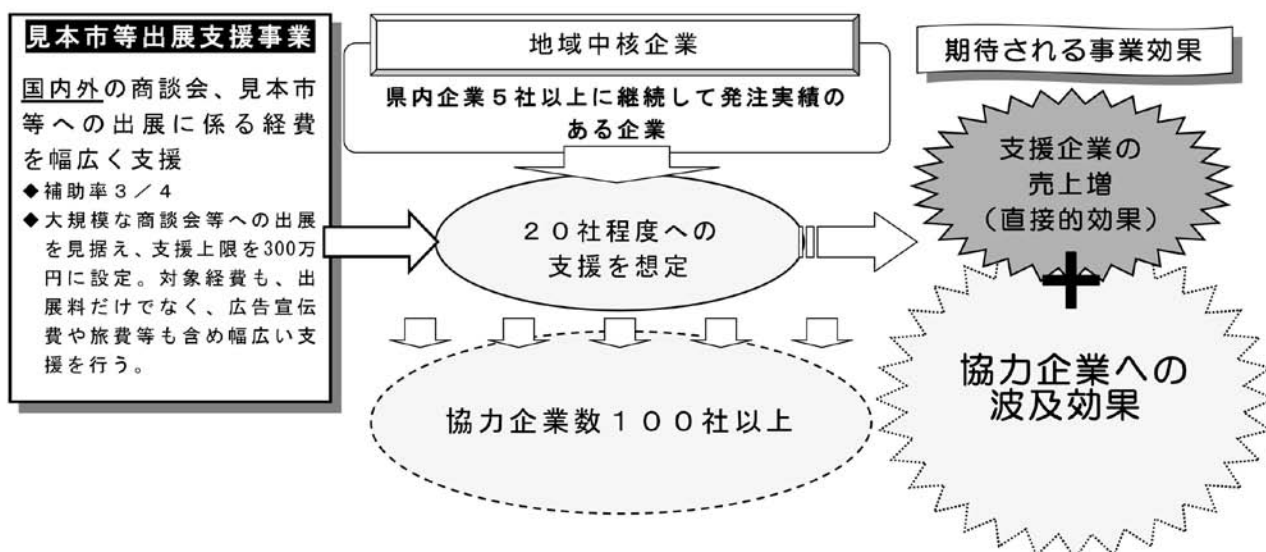 見本市等出展支援事業
国内外の商談会、見本市
等への出展に係る経費
を幅広く支援
◆補助率３／４
◆大規模な商談会等への出展
を見据え、支援上限を300万
円に設定。対象経費も、出
展料だけでなく、広告宣伝
費や旅費等も含め幅広い支
援を行う。
地域中核企業
県内企業５社以上に継続して発注実績の
ある企業
２０社程度への
支援を想定
協力企業数１００社以上
期待される事業効果
支援企業の
売上増
（直接的効果）
協力企業への
波及効果